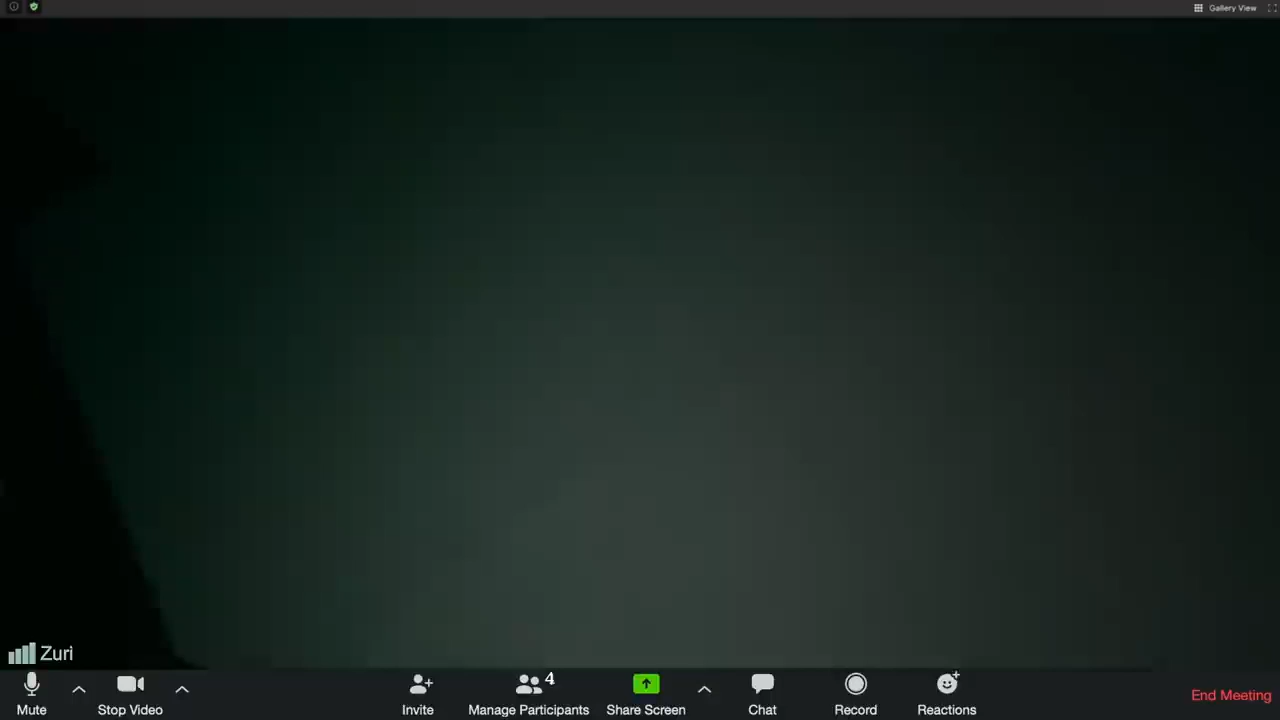 Gallery View
Zuri
4
Mute
Stop Video
Invite
Manage Participants
Share Screen
Chat
Record
Reactions
End Meeting